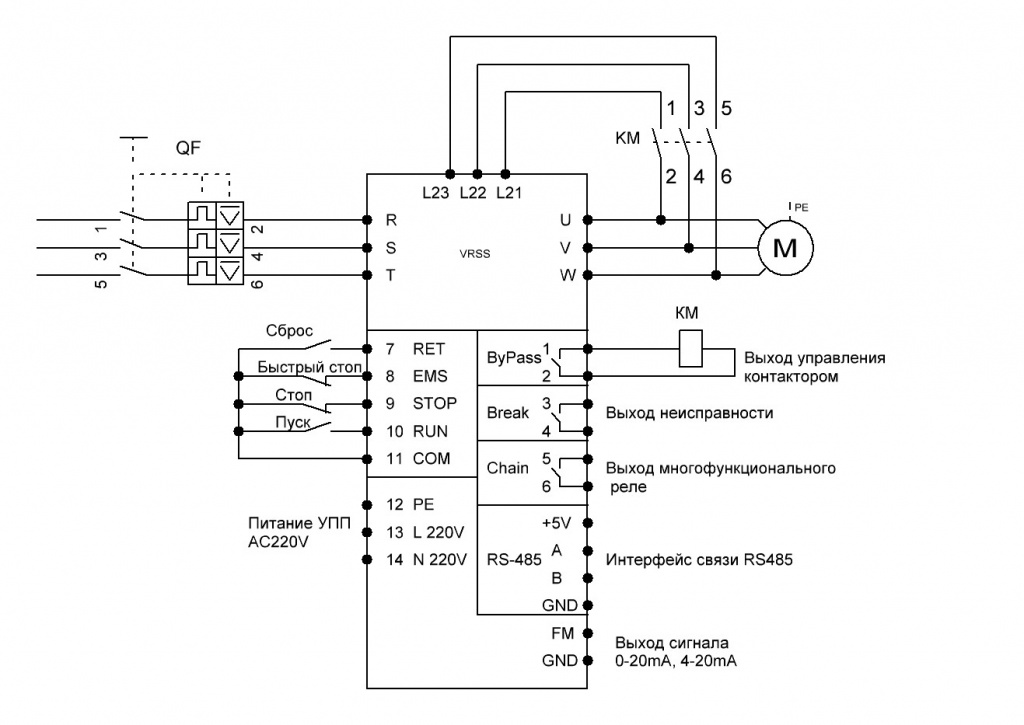 1 3 5
KM
2 4 6
QF
L23 L22 L21
1 2
3 4
5 6
R
S
T
VRSS
U
V
W
PE
M
KM
Сброс
Быстрый стоп
Стоп
Пуск
7 RET
8 EMS
9 STOP
10 RUN
11 COM
ByPass 1
2
Выход управления
контактором
Break 3
4
Выход неисправности
Chain 5
6
Выход многофункционального
реле
Питание УПП
AC220V
12 PE
13 L 220V
14 N 220V
RS-485
+5V
A
B
GND
Интерфейс связи RS485
FM
GND
Выход сигнала
0-20mA, 4-20mA